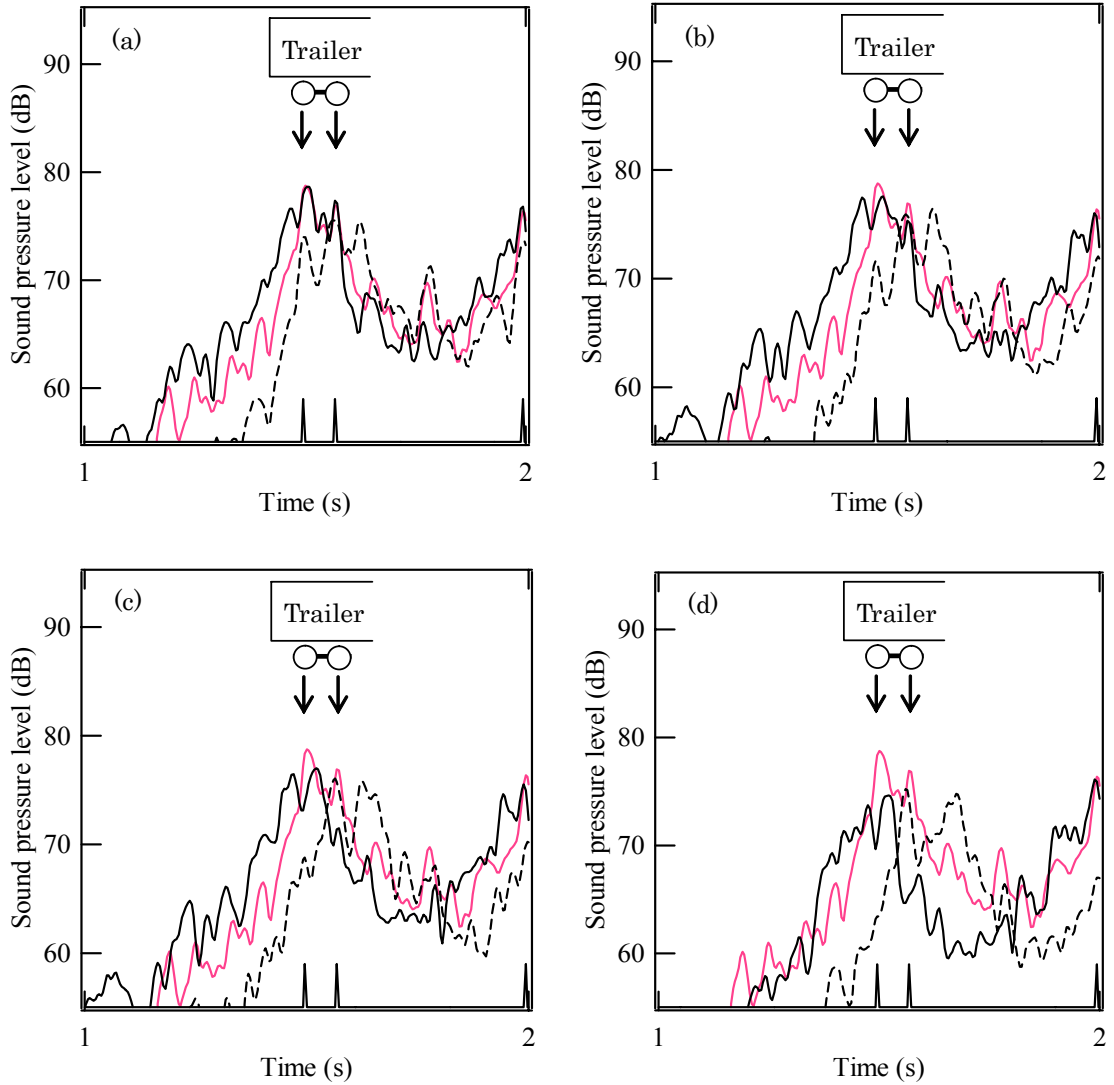 (a)
Trailer
90
80
70
60
Sound pressure level (dB)
1
2
Time (s)
(b)
Trailer
90
80
70
60
Sound pressure level (dB)
1
2
Time (s)
(c)
Trailer
90
80
70
60
Sound pressure level (dB)
1
2
Time (s)
(d)
Trailer
90
80
70
60
Sound pressure level (dB)
1
2
Time (s)